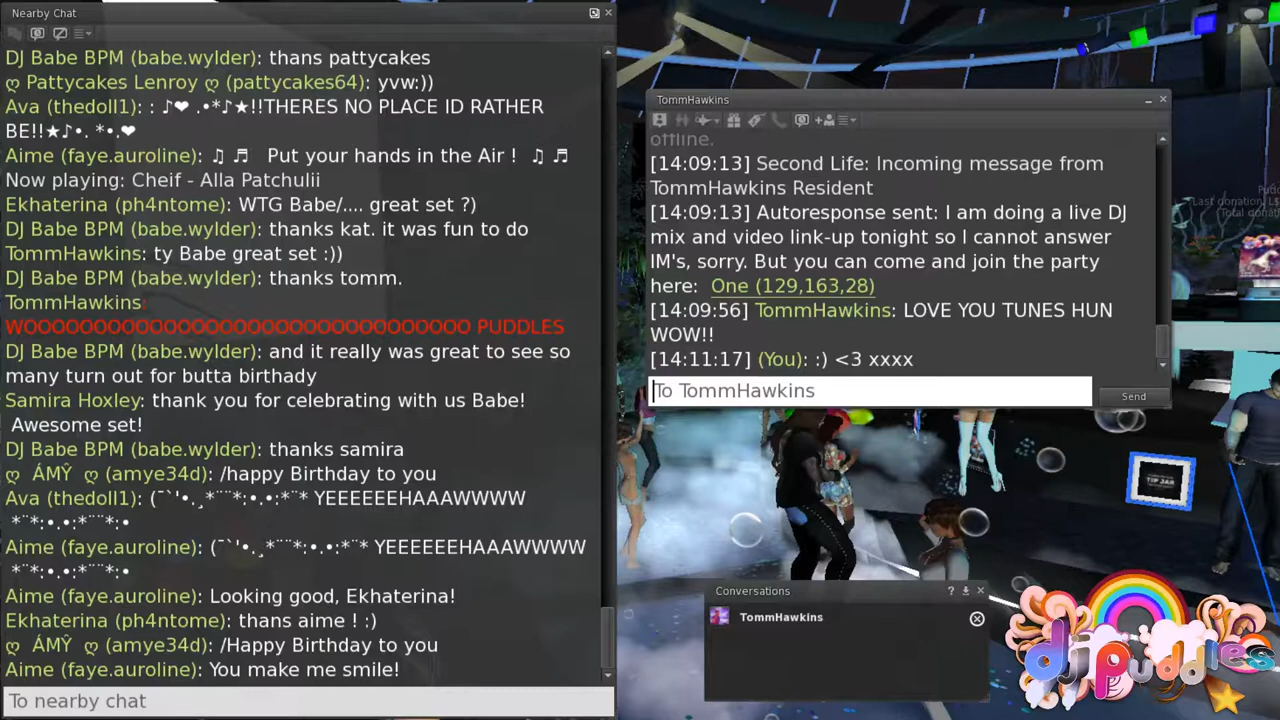 Nearby Chat
DJ Babe BPM (babe.wylder): thans pattycakes
ღ Pattycakes Lenroy ღ (pattycakes64): yvw:))
Ava (thedoll1): : ♪❤ .•*♪★!!THERES NO PLACE ID RATHER
BE!!★♪•. *•.❤
Aime (faye.auroline): ♫ ♬   Put your hands in the Air !  ♫ ♬
Now playing: Cheif - Alla Patchulii
Ekhaterina (ph4ntome): WTG Babe/.... great set ?)
DJ Babe BPM (babe.wylder): thanks kat. it was fun to do
TommHawkins: ty Babe great set :))
DJ Babe BPM (babe.wylder): thanks tomm.
TommHawkins:
WOOOOOOOOOOOOOOOOOOOOOOOOOOOOOOO PUDDLES
DJ Babe BPM (babe.wylder): and it really was great to see so
many turn out for butta birthady
Samira Hoxley: thank you for celebrating with us Babe!
Awesome set!
DJ Babe BPM (babe.wylder): thanks samira
ღ  ÁMŶ  ღ (amye34d): /happy Birthday to you
Ava (thedoll1): (¯`'•.¸*¨¨*:•.•:*¨* YEEEEEEHAAAWWWW
*¨*:•.•:*¨¨*:•
Aime (faye.auroline): (¯`'•.¸*¨¨*:•.•:*¨* YEEEEEEHAAAWWWW
*¨*:•.•:*¨¨*:•
Aime (faye.auroline): Looking good, Ekhaterina!
Ekhaterina (ph4ntome): thans aime ! :)
ღ  ÁMŶ  ღ (amye34d): /Happy Birthday to you
Aime (faye.auroline): You make me smile!
To nearby chat
TommHawkins
offline.
[14:09:13] Second Life: Incoming message from
TommHawkins Resident
[14:09:13] Autoresponse sent: I am doing a live DJ
mix and video link-up tonight so I cannot answer
IM's, sorry. But you can come and join the party
here:  One (129,163,28)
[14:09:56] TommHawkins: LOVE YOU TUNES HUN
WOW!!
[14:11:17] (You): :) <3 xxxx
To TommHawkins
Send
Last donation, L$
Total donat
TIP JAR
Conversations
TommHawkins
dj Puddles